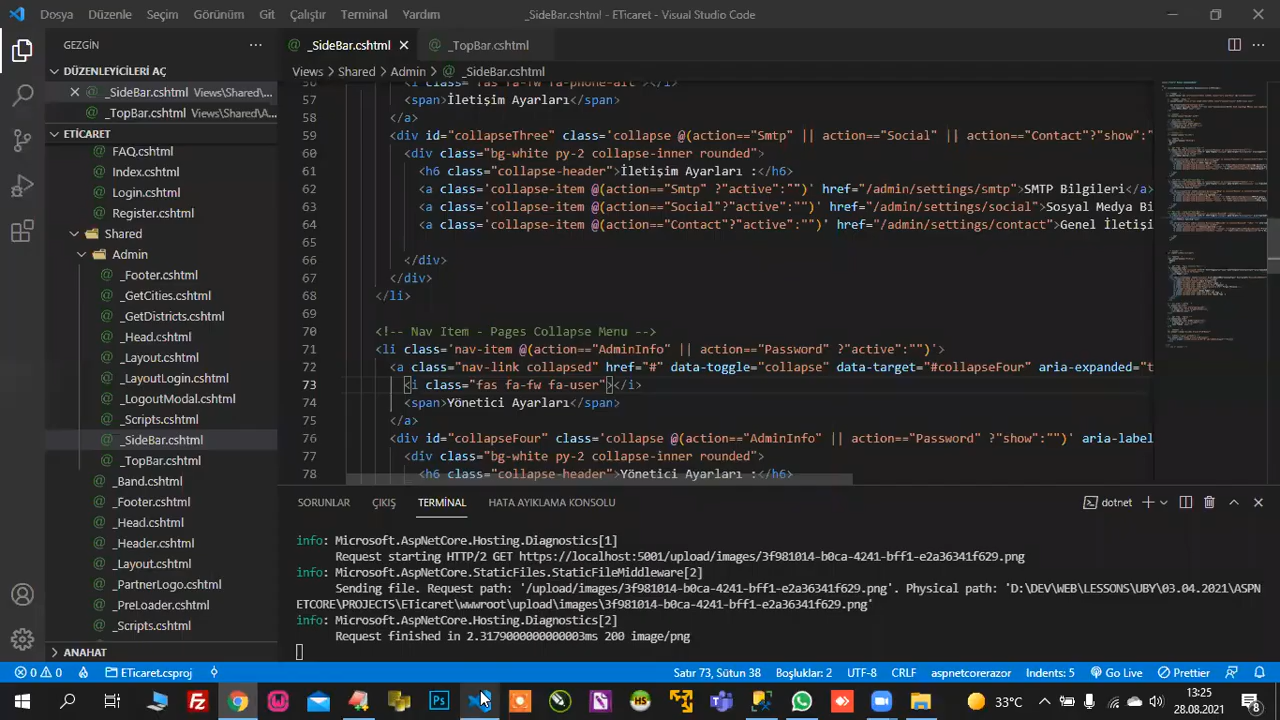 Dosya Düzenle Seçim Görünüm Git Çalıştır Terminal Yardım _SideBar.cshtml - ETicaret - Visual Studio Code
GEZGİN
_SideBar.cshtml _TopBar.cshtml
DÜZENLEYİCİLERİ AÇ
Views > Shared > Admin > _SideBar.cshtml
_SideBar.cshtml Views\Shared\...
_TopBar.cshtml Views\Shared\...
ETİCARET
FAQ.cshtml
Index.cshtml
Login.cshtml
Register.cshtml
Shared
Admin
_Footer.cshtml
_GetCities.cshtml
_GetDistricts.cshtml
_Head.cshtml
_Layout.cshtml
_LayoutLogin.cshtml
_LogoutModal.cshtml
_Scripts.cshtml
_SideBar.cshtml
_TopBar.cshtml
_Band.cshtml
_Footer.cshtml
_Head.cshtml
_Header.cshtml
_Layout.cshtml
_PartnerLogo.cshtml
_PreLoader.cshtml
_Scripts.cshtml
ANAHAT
56 <i class="fas fa-fw fa-phone-alt"></i>
57 <span>İletişim Ayarları</span>
58 </a>
59 <div id="collapseThree" class='collapse @(action=="Smtp" || action=="Social" || action=="Contact"?"show":"
60 <div class="bg-white py-2 collapse-inner rounded">
61 <h6 class="collapse-header">İletişim Ayarları :</h6>
62 <a class='collapse-item @(action=="Smtp" ?"active":"")' href="/admin/settings/smtp">SMTP Bilgileri</a
63 <a class='collapse-item @(action=="Social"?"active":"")' href="/admin/settings/social">Sosyal Medya Bi
64 <a class='collapse-item @(action=="Contact"?"active":"")' href="/admin/settings/contact">Genel İletişi
65
66 </div>
67 </div>
68 </li>
69
70 <!-- Nav Item - Pages Collapse Menu -->
71 <li class='nav-item @(action=="AdminInfo" || action=="Password" ?"active":"")'>
72 <a class="nav-link collapsed" href="#" data-toggle="collapse" data-target="#collapseFour" aria-expanded="t
73 <i class="fas fa-fw fa-user"></i>
74 <span>Yönetici Ayarları</span>
75 </a>
76 <div id="collapseFour" class='collapse @(action=="AdminInfo" || action=="Password" ?"show":"")' aria-label
77 <div class="bg-white py-2 collapse-inner rounded">
78 <h6 class="collapse-header">Yönetici Ayarları :</h6>
SORUNLAR ÇIKIŞ TERMİNAL HATA AYIKLAMA KONSOLU dotnet
info: Microsoft.AspNetCore.Hosting.Diagnostics[1]
Request starting HTTP/2 GET https://localhost:5001/upload/images/3f981014-b0ca-4241-bff1-e2a36341f629.png
info: Microsoft.AspNetCore.StaticFiles.StaticFileMiddleware[2]
Sending file. Request path: '/upload/images/3f981014-b0ca-4241-bff1-e2a36341f629.png'. Physical path: 'D:\DEV\WEB\LESSONS\UBY\03.04.2021\ASPN
ETCORE\PROJECTS\ETicaret\wwwroot\upload\images\3f981014-b0ca-4241-bff1-e2a36341f629.png'
info: Microsoft.AspNetCore.Hosting.Diagnostics[2]
Request finished in 2.3179000000000003ms 200 image/png
0 0 ETicaret.csproj Satır 73, Sütun 38 Boşluklar: 2 UTF-8 CRLF aspnetcorerazor Indents: 5 Go Live Prettier
33°C 13:25
28.08.2021
8